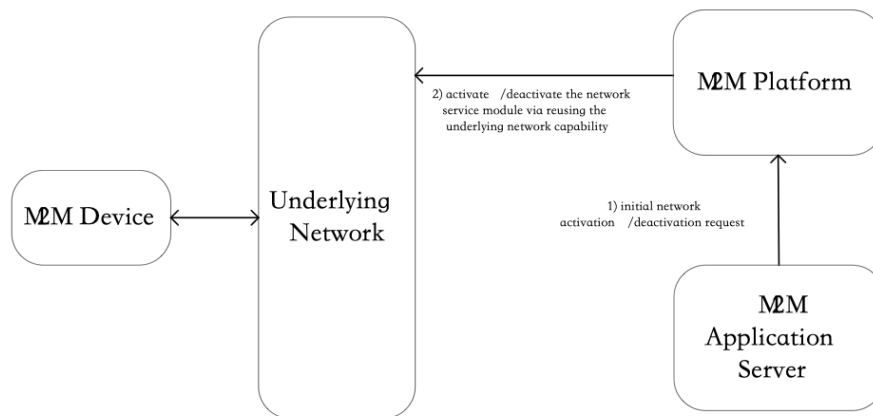 M2M Platform
2) activate /deactivate the network
service module via reusing the
underlying network capability
M2M Device
Underlying
Network
1) initial network
activation /deactivation request
M2M
Application
Server